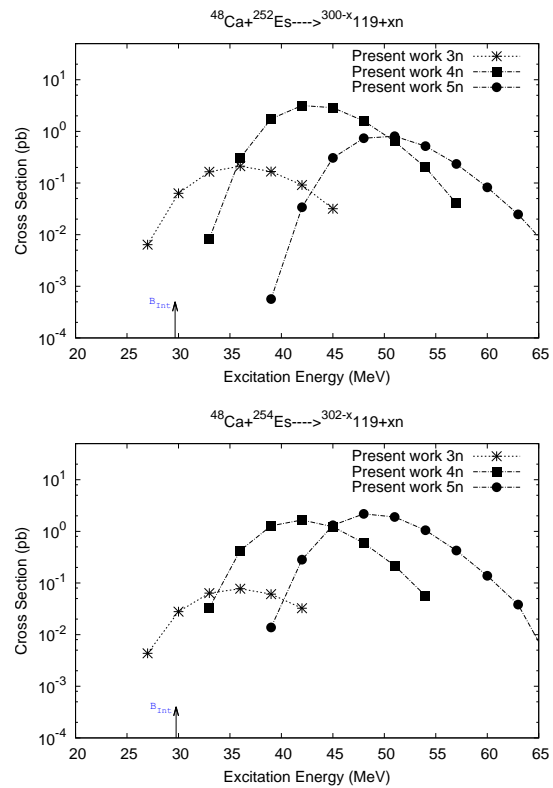 ⁴⁸Ca+²⁵²Es---->³⁰⁰⁻ˣ119+xn
Present work 3n
Present work 4n
Present work 5n
10¹
10⁰
10⁻¹
10⁻²
10⁻³
10⁻⁴
Cross Section (pb)
B_Int
20 25 30 35 40 45 50 55 60 65
Excitation Energy (MeV)
⁴⁸Ca+²⁵⁴Es---->³⁰²⁻ˣ119+xn
Present work 3n
Present work 4n
Present work 5n
10¹
10⁰
10⁻¹
10⁻²
10⁻³
10⁻⁴
Cross Section (pb)
B_Int
20 25 30 35 40 45 50 55 60 65
Excitation Energy (MeV)